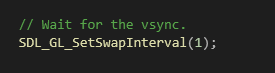 // Wait for the vsync.
SDL_GL_SetSwapInterval(1);